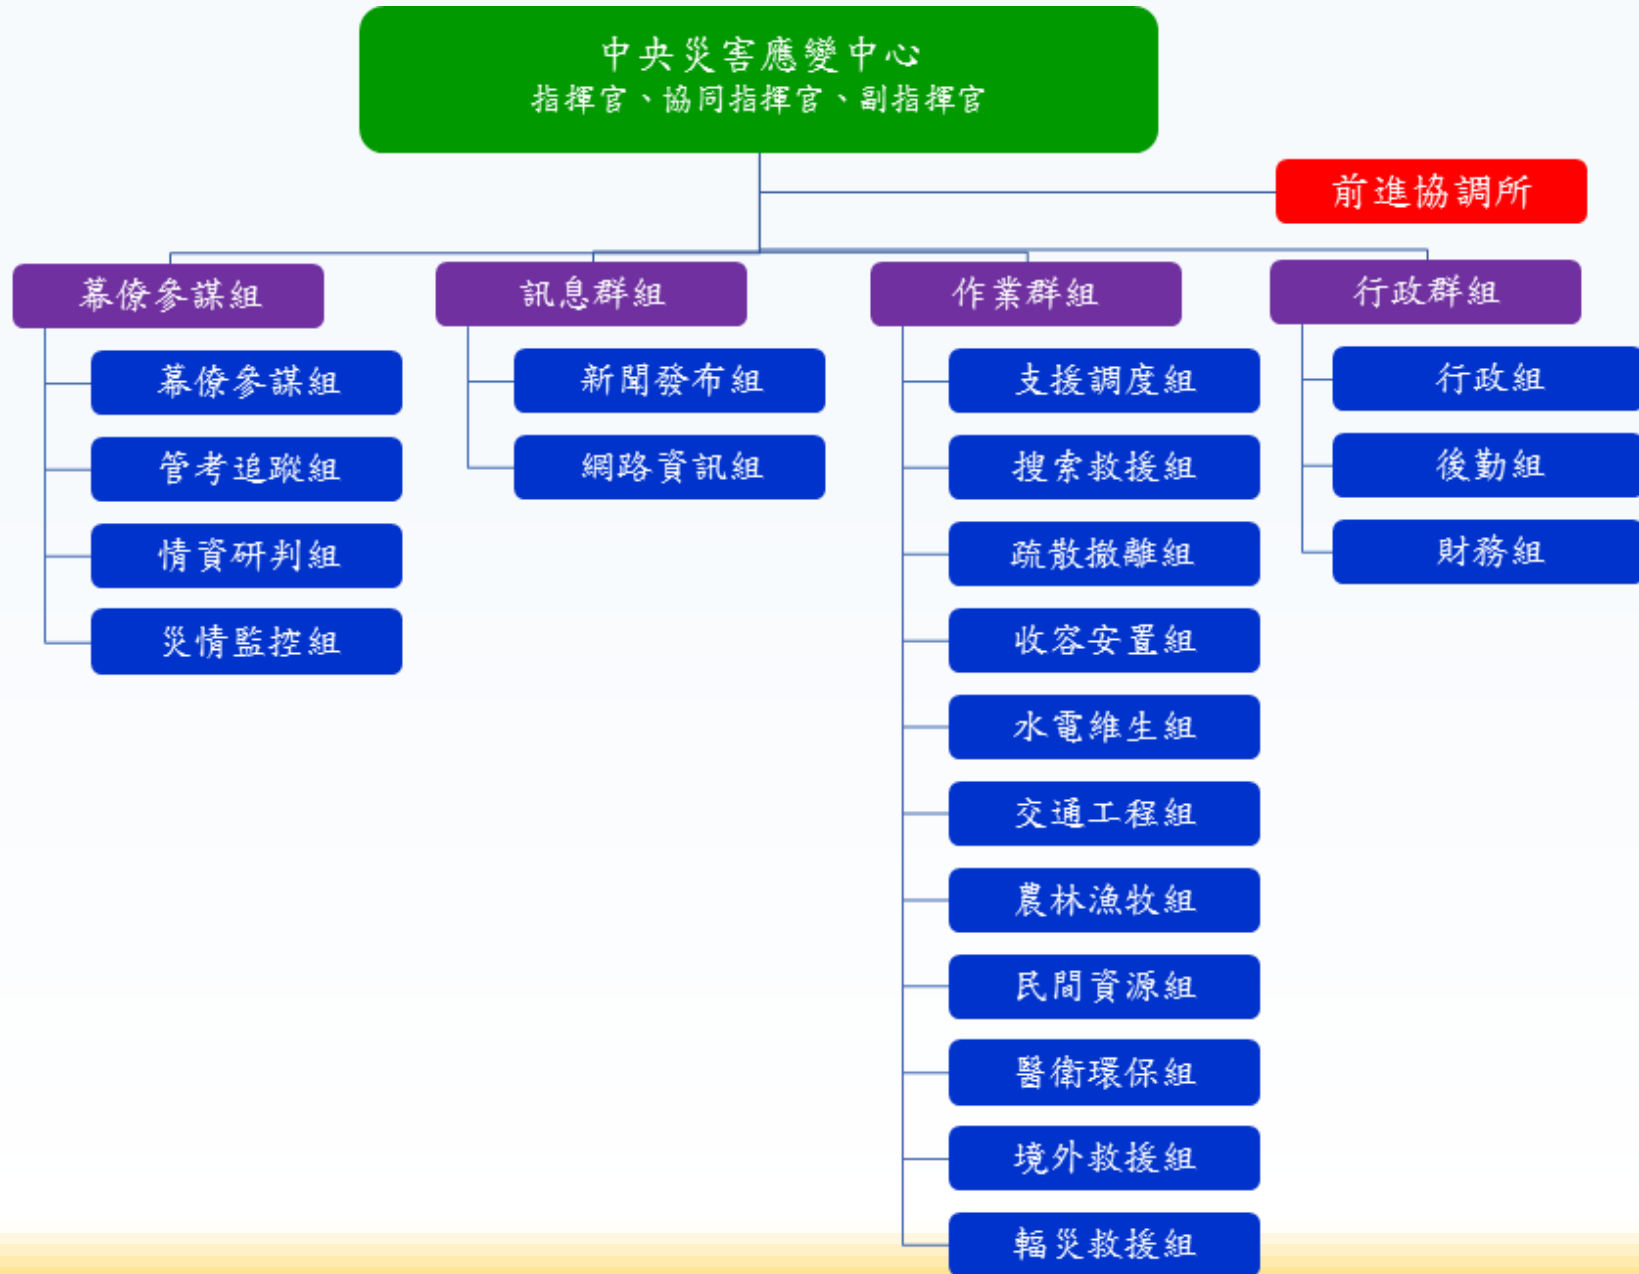 中央災害應變中心
指揮官、協同指揮官、副指揮官
前進協調所
幕僚參謀組
幕僚參謀組
管考追蹤組
情資研判組
災情監控組
訊息群組
新聞發布組
網路資訊組
作業群組
支援調度組
搜索救援組
疏散撤離組
收容安置組
水電維生組
交通工程組
農林漁牧組
民間資源組
醫衛環保組
境外救援組
輻災救援組
行政群組
行政組
後勤組
財務組